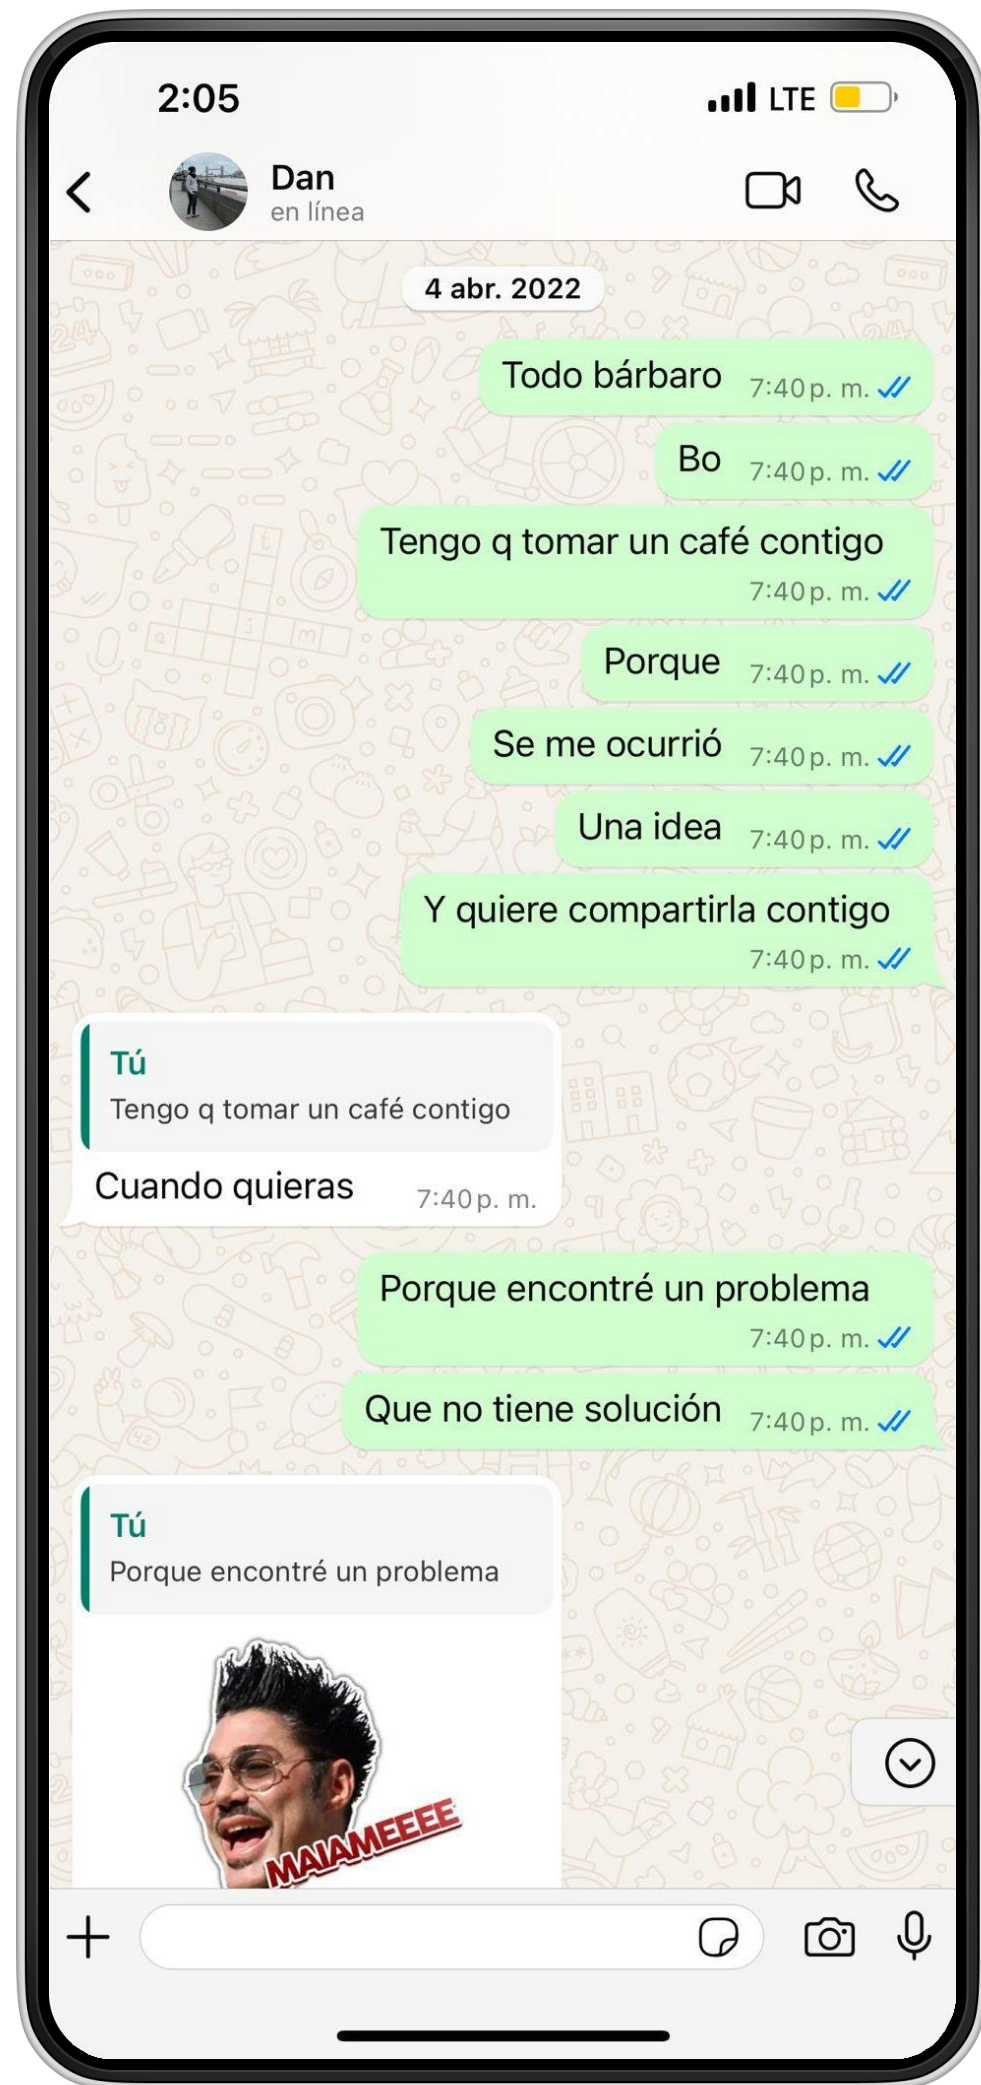 2:05
LTE
Dan
en línea
4 abr. 2022
Todo bárbaro 7:40 p. m.
Bo 7:40 p. m.
Tengo q tomar un café contigo
7:40 p. m.
Porque 7:40 p. m.
Se me ocurrió 7:40 p. m.
Una idea 7:40 p. m.
Y quiere compartirla contigo
7:40 p. m.
Tú
Tengo q tomar un café contigo
Cuando quieras 7:40 p. m.
Porque encontré un problema
7:40 p. m.
Que no tiene solución 7:40 p. m.
Tú
Porque encontré un problema
MAIAMEEEE